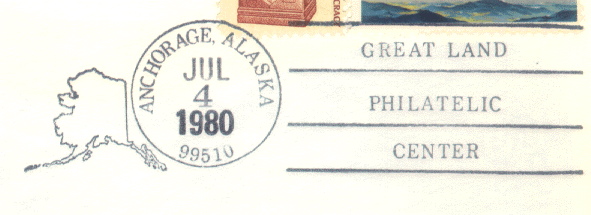 ANCHORAGE, ALASKA
JUL
4
1980
99510
GREAT LAND
PHILATELIC
CENTER